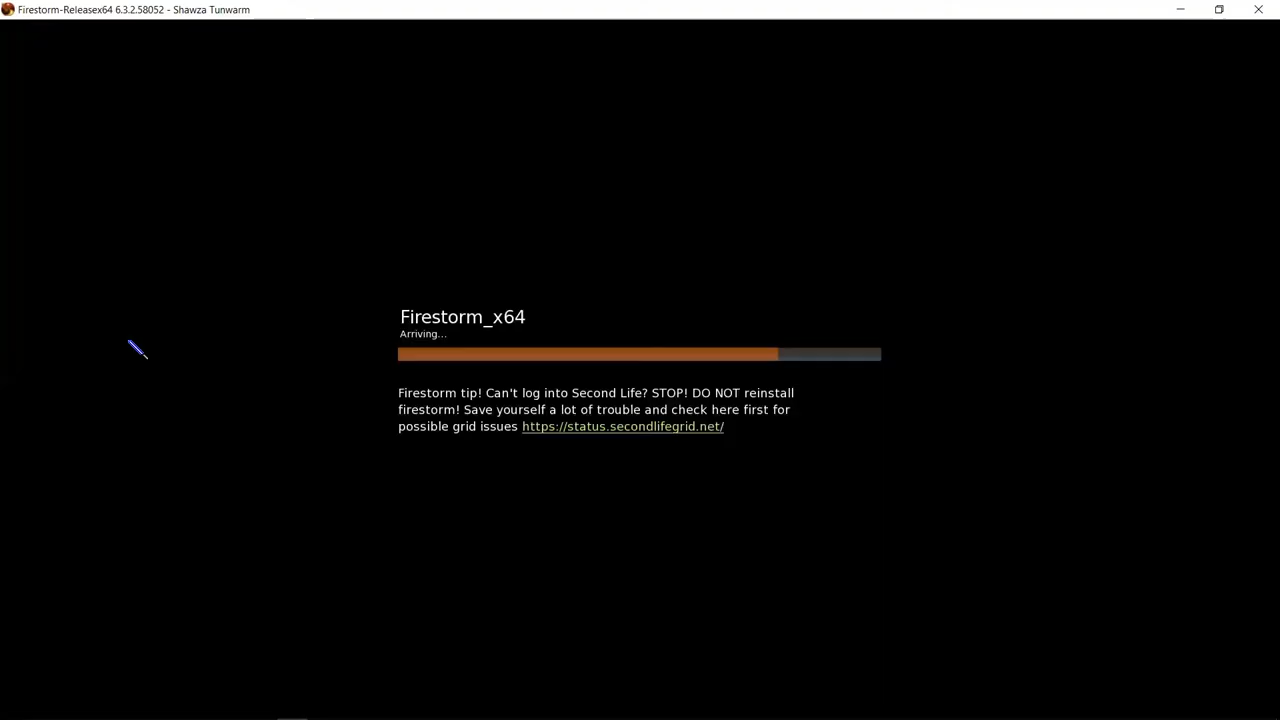 Firestorm-Releasex64 6.3.2.58052 - Shawza Tunwarm
Firestorm_x64
Arriving...
Firestorm tip! Can't log into Second Life? STOP! DO NOT reinstall
firestorm! Save yourself a lot of trouble and check here first for
possible grid issues https://status.secondlifegrid.net/